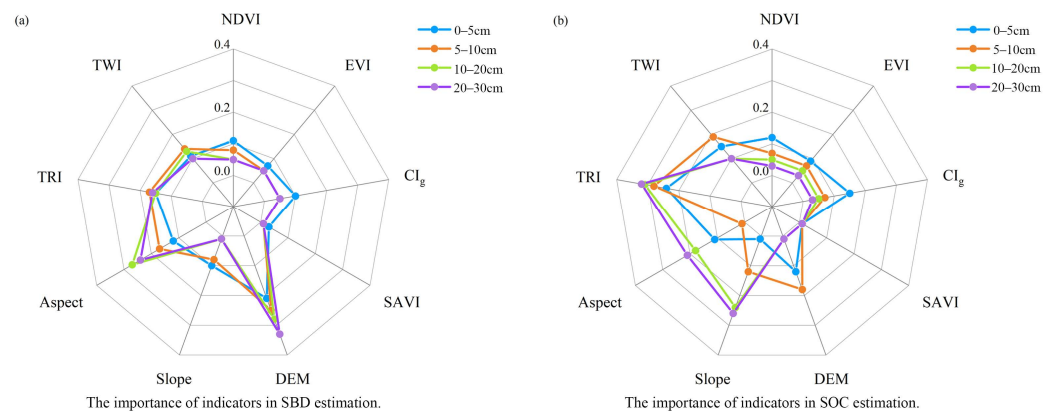 (a)
NDVI
EVI
CIg
SAVI
DEM
Slope
Aspect
TRI
TWI
0.4
0.2
0.0
0–5cm
5–10cm
10–20cm
20–30cm
The importance of indicators in SBD estimation.
(b)
NDVI
EVI
CIg
SAVI
DEM
Slope
Aspect
TRI
TWI
0.4
0.2
0.0
0–5cm
5–10cm
10–20cm
20–30cm
The importance of indicators in SOC estimation.